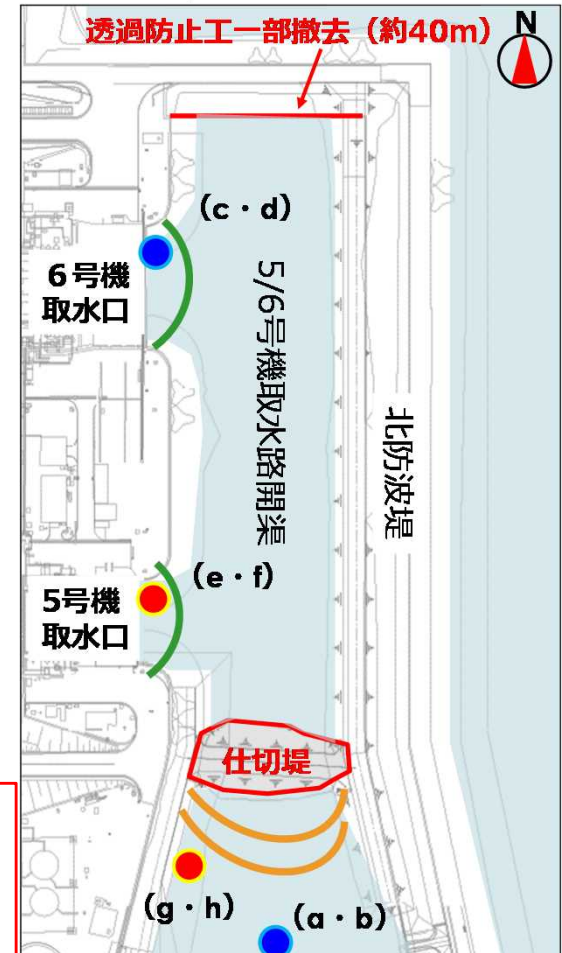 透過防止工一部撤去（約40m）
N
（c・d）
6号機
取水口
5/6号機取水路開渠
北防波堤
（e・f）
5号機
取水口
仕切堤
（g・h）
（a・b）